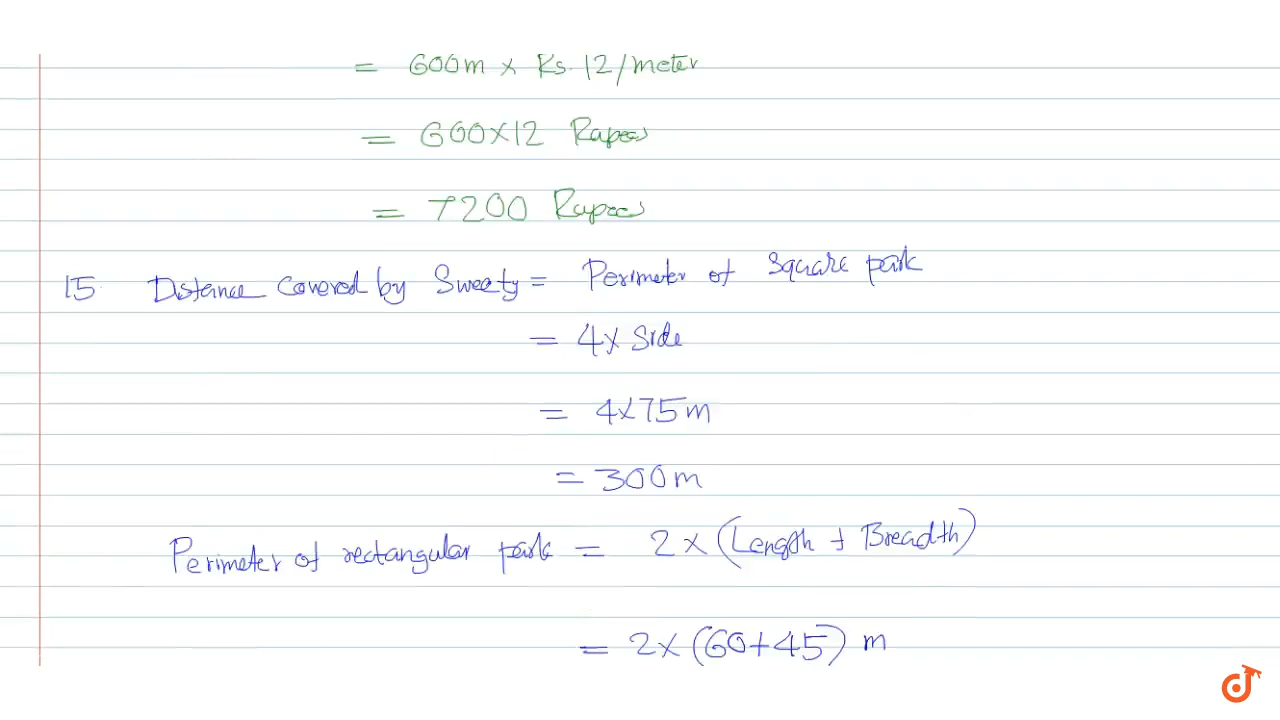 = 600m × Rs. 12/meter
= 600×12 Rupees
= 7200 Rupees
15. Distance covered by Sweety = Perimeter of square park
= 4× side
= 4×75m
= 300m
Perimeter of rectangular park = 2 × (Length + Breadth)
= 2× (60+45) m